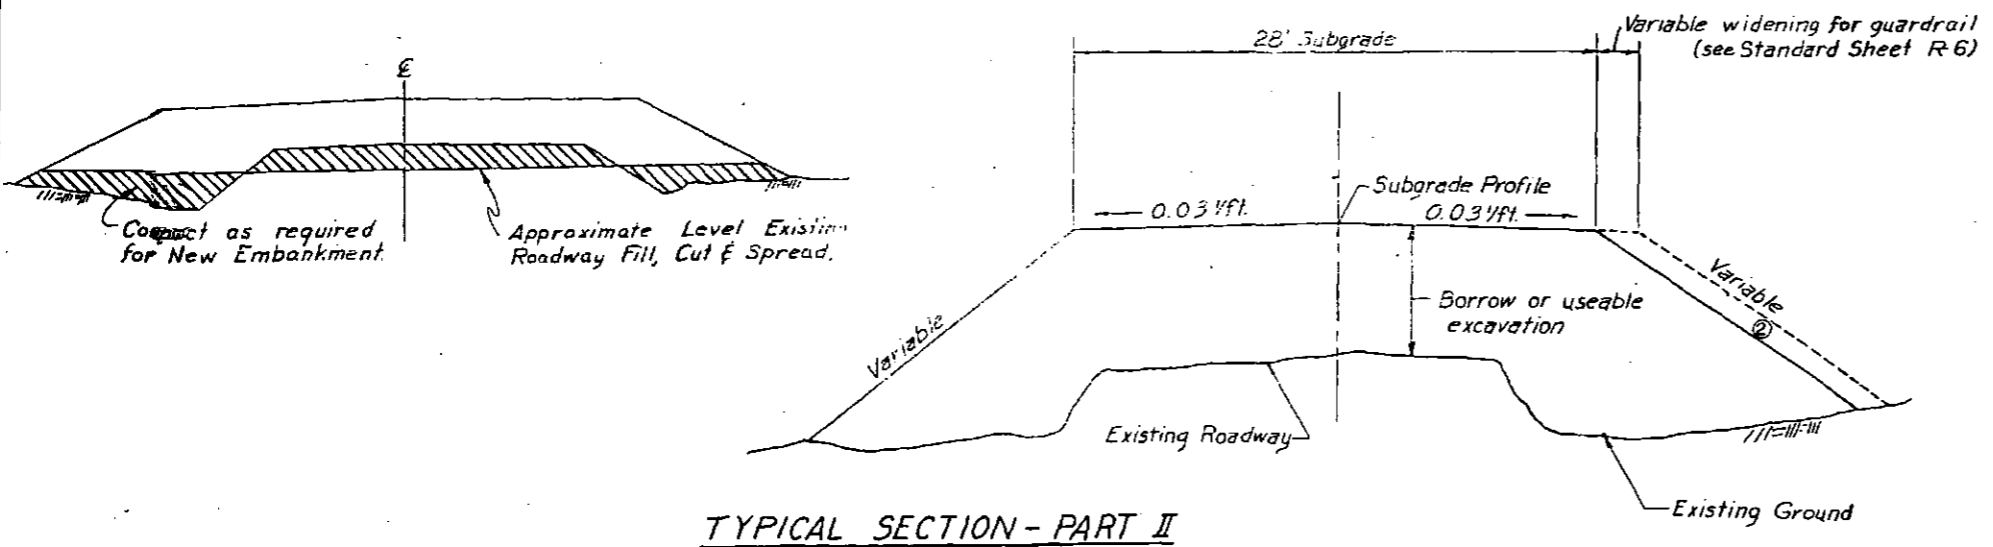 ℄
Compact as required
for New Embankment.
Approximate Level Existing
Roadway Fill, Cut & Spread.
28' Subgrade
Variable widening for guardrail
(see Standard Sheet R-6)
Subgrade Profile
0.03'/ft.
0.03'/ft.
Variable
Borrow or useable
excavation
Variable
②
Existing Roadway
Existing Ground
TYPICAL SECTION - PART II